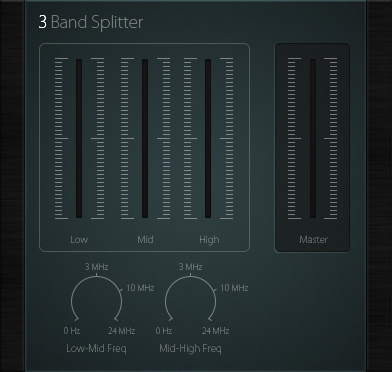 3 Band Splitter
Low Mid High Master
3 MHz 3 MHz
10 MHz 10 MHz
0 Hz 24 MHz 0 Hz 24 MHz
Low-Mid Freq Mid-High Freq